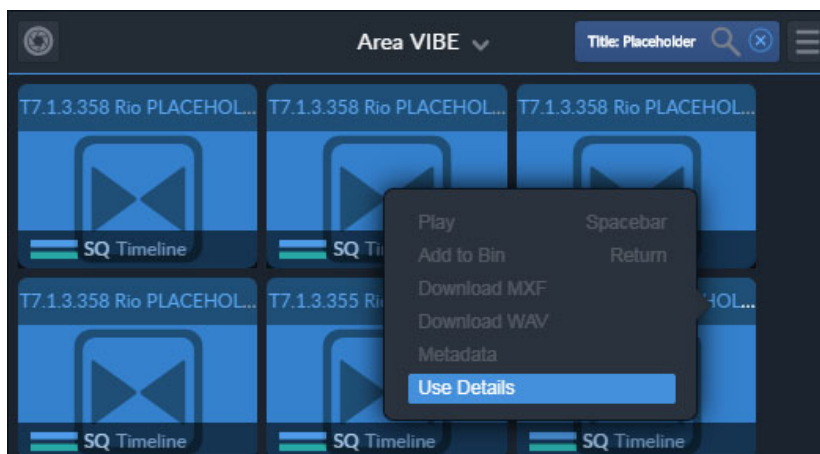 Area VIBE
Title: Placeholder
T7.1.3.358 Rio PLACEHOL...
T7.1.3.358 Rio PLACEHOL...
T7.1.3.358 Rio PLACEHOL...
SQ Timeline
SQ Ti
Play Spacebar
Add to Bin Return
Download MXF
Download WAV
Metadata
Use Details
T7.1.3.358 Rio PLACEHOL...
T7.1.3.355 Ri
HOL...
SQ Timeline
SQ Timeline
SQ Timeline